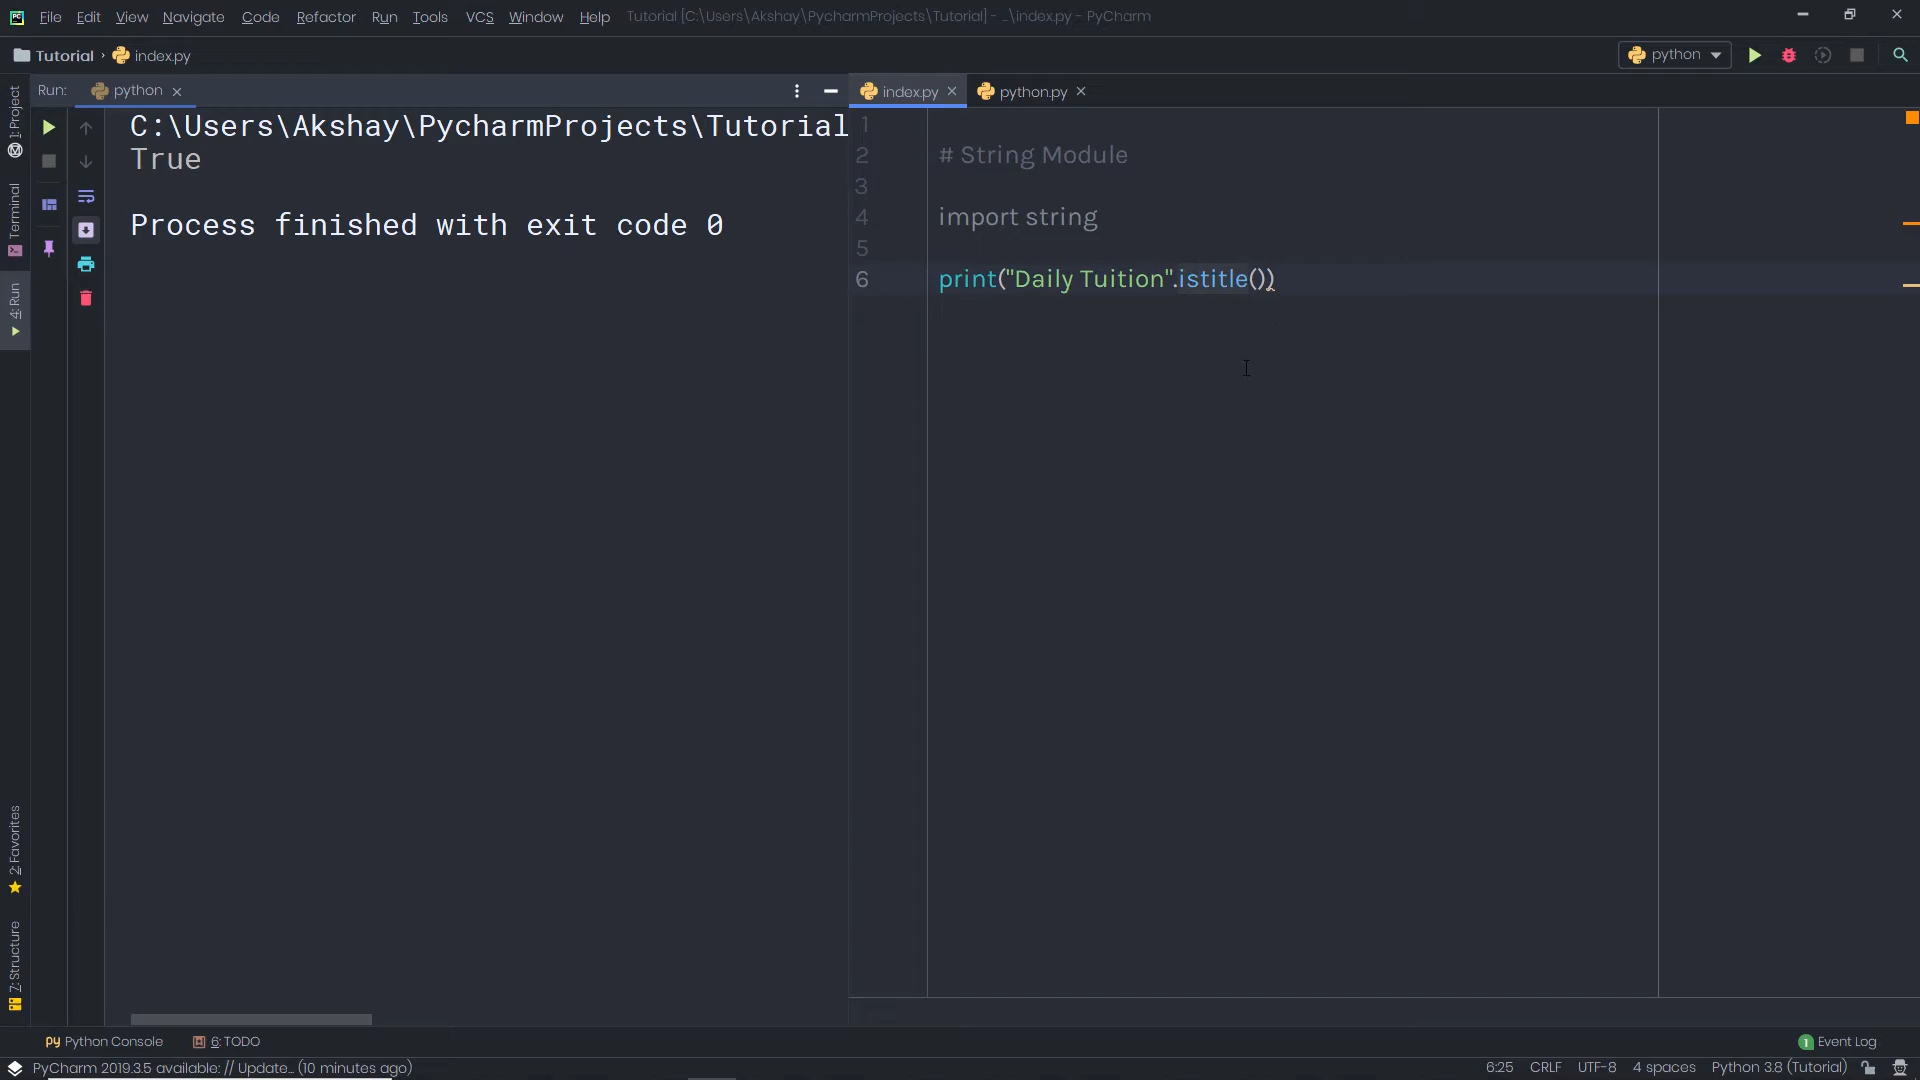 File Edit View Navigate Code Refactor Run Tools VCS Window Help Tutorial [C:\Users\Akshay\PycharmProjects\Tutorial] - ...\index.py - PyCharm
Tutorial index.py python
Run: python
index.py python.py
1: Project
Terminal
4: Run
2: Favorites
7: Structure
C:\Users\Akshay\PycharmProjects\Tutorial
True
Process finished with exit code 0
1
2 # String Module
3
4 import string
5
6 print("Daily Tuition".istitle())
Python Console 6: TODO 1 Event Log
PyCharm 2019.3.5 available: // Update... (10 minutes ago) 6:25 CRLF UTF-8 4 spaces Python 3.8 (Tutorial)